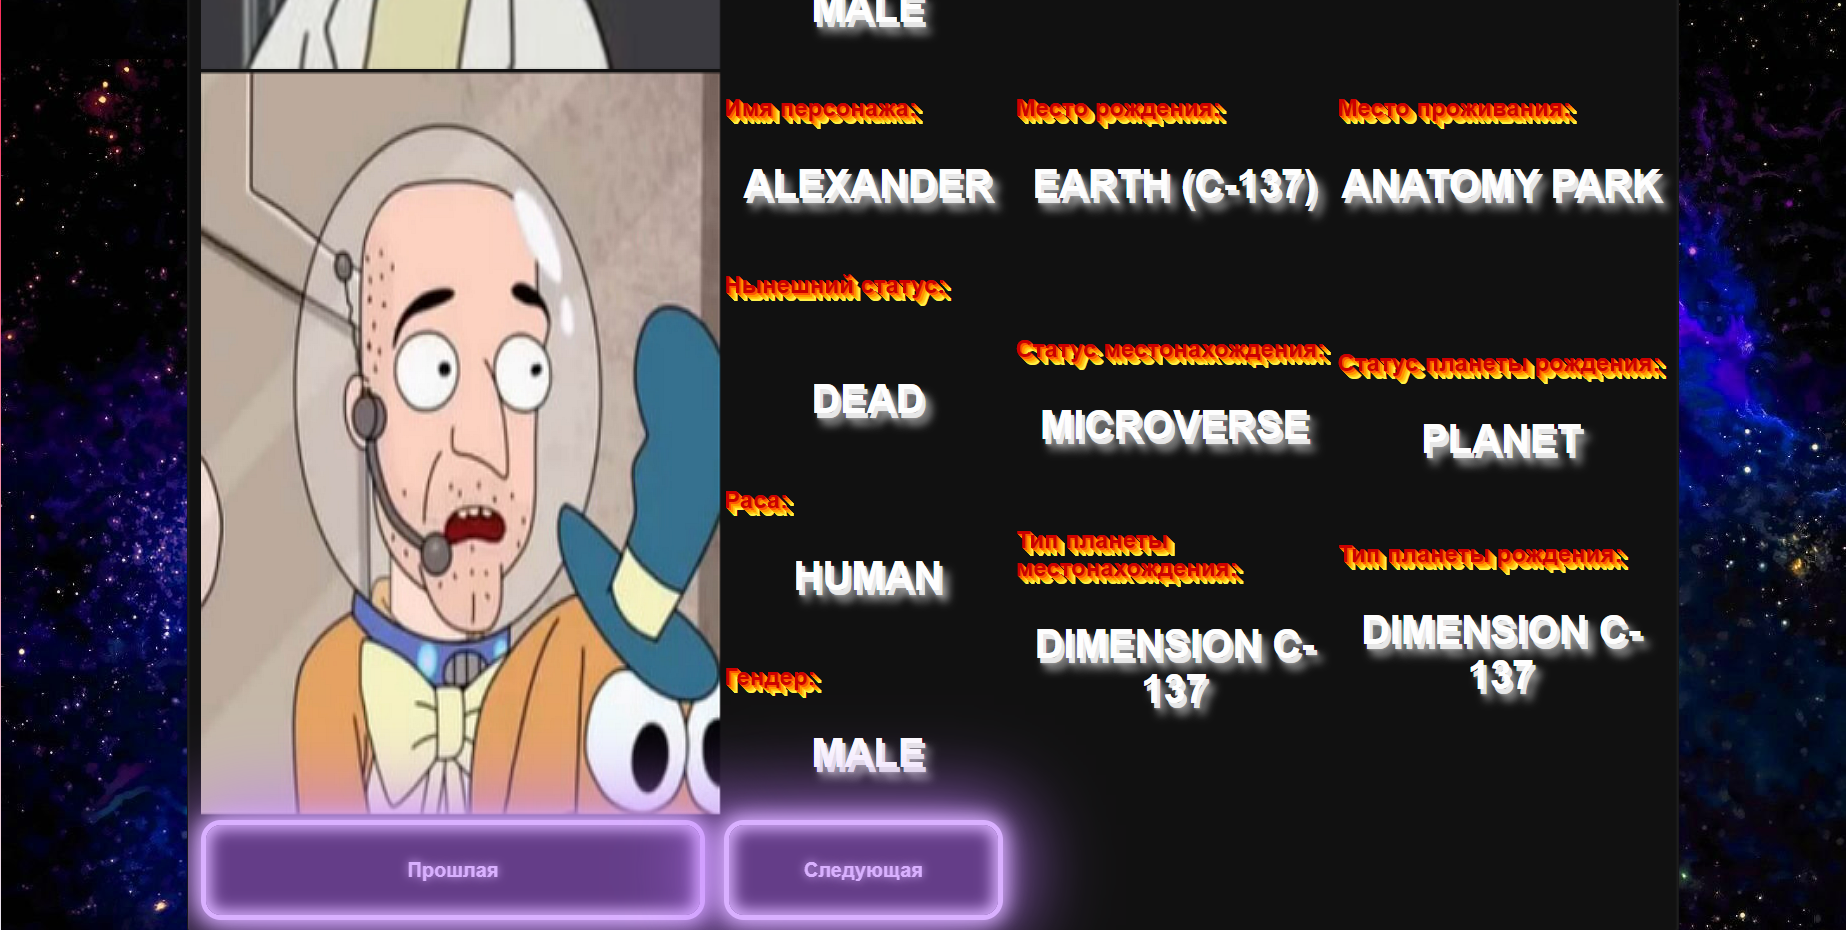 MALE
Имя персонажа:
ALEXANDER
Нынешний статус:
DEAD
Раса:
HUMAN
Гендер:
MALE
Место рождения:
EARTH (C-137)
Статус местонахождения:
MICROVERSE
Тип планеты
местонахождения:
DIMENSION C-
137
Место проживания:
ANATOMY PARK
Статус планеты рождения:
PLANET
Тип планеты рождения:
DIMENSION C-
137
Прошлая
Следующая